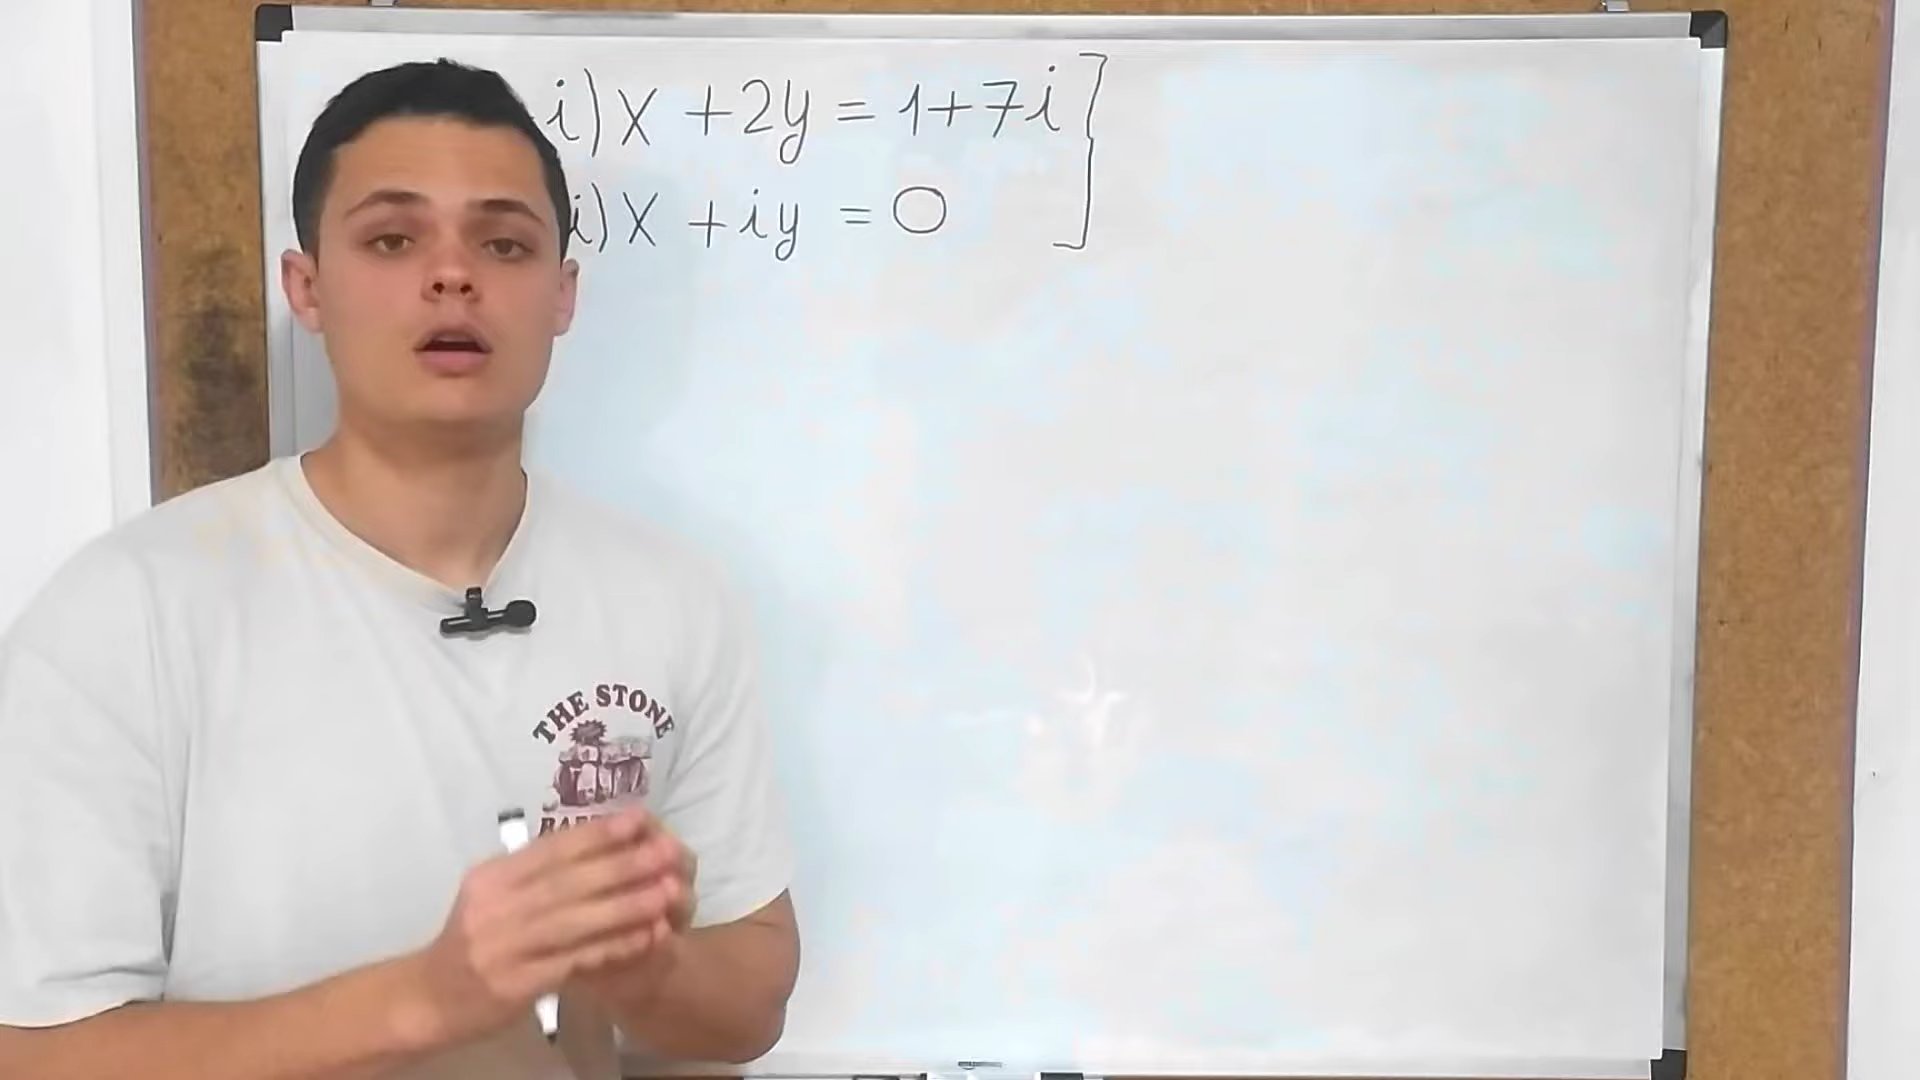 i)x + 2y = 1 + 7i
i)x + iy = 0
THE STONE